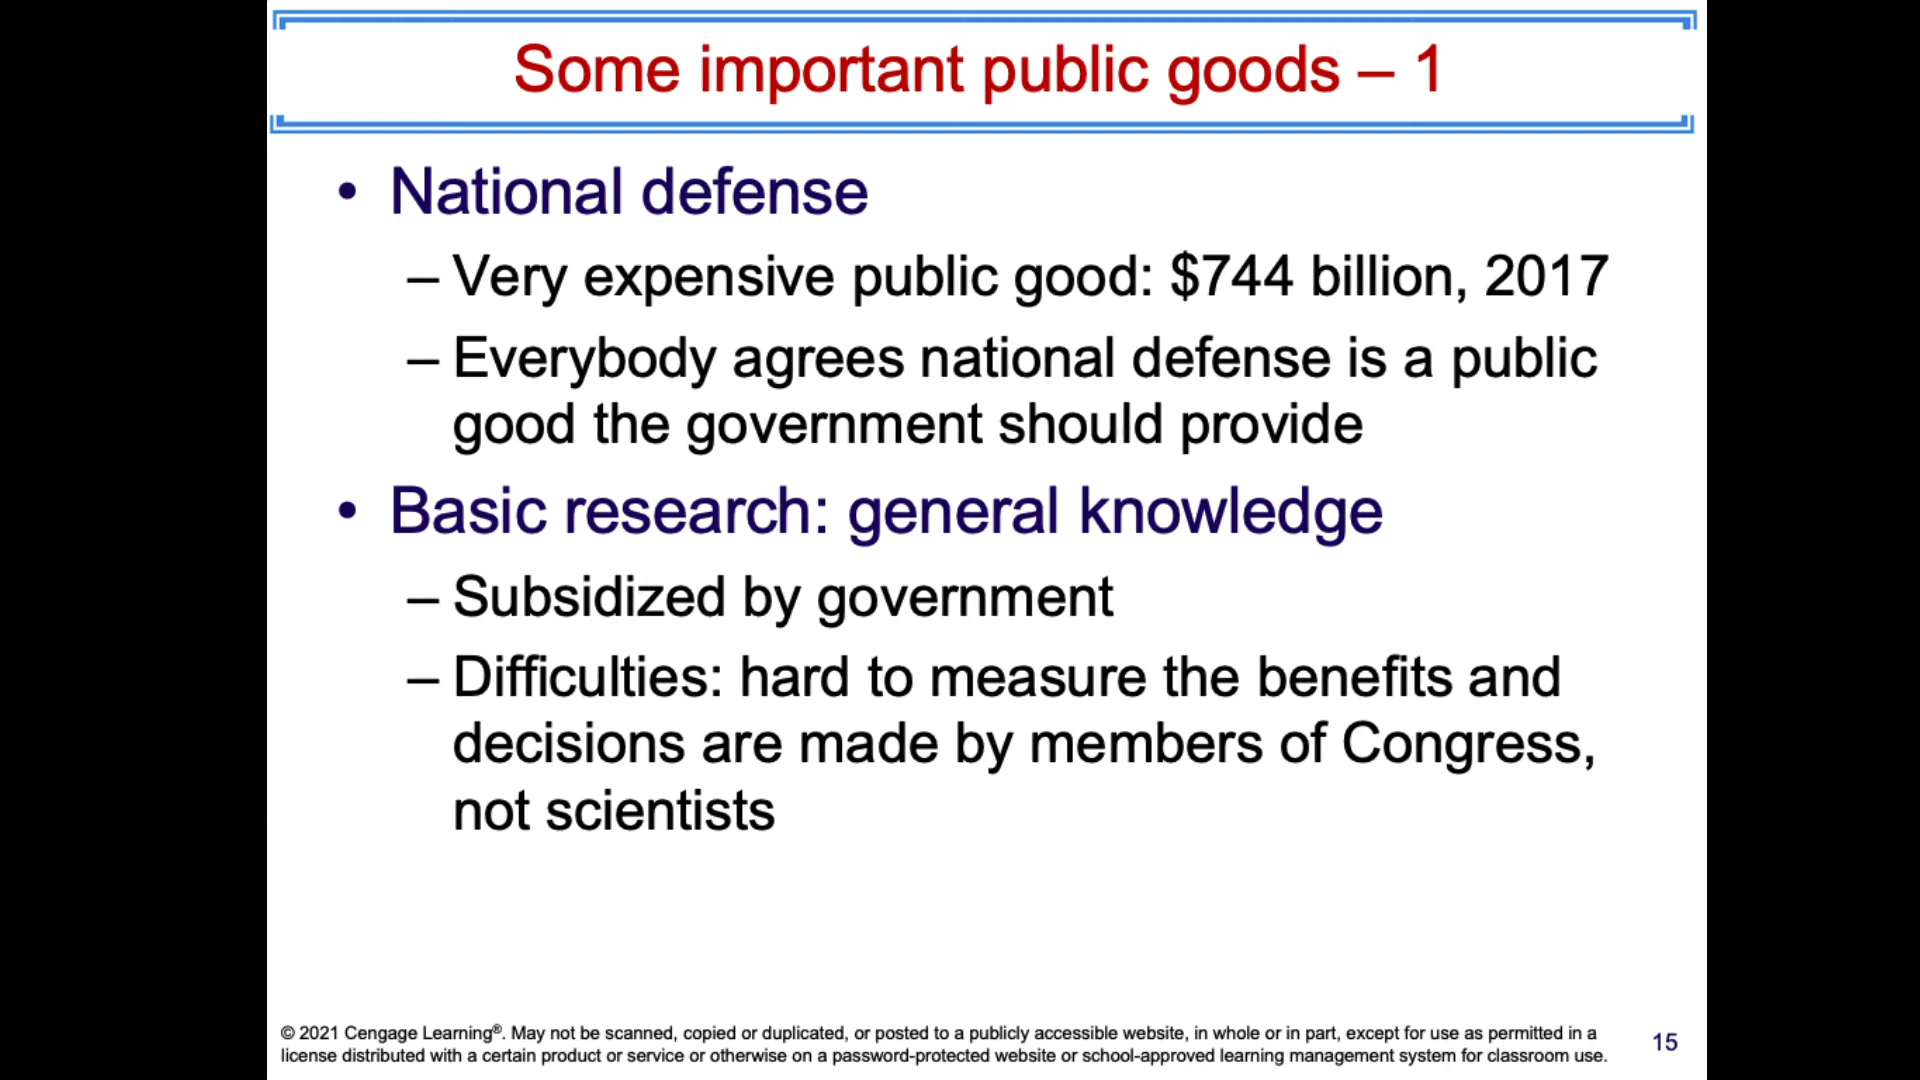 Some important public goods – 1
• National defense
– Very expensive public good: $744 billion, 2017
– Everybody agrees national defense is a public
good the government should provide
• Basic research: general knowledge
– Subsidized by government
– Difficulties: hard to measure the benefits and
decisions are made by members of Congress,
not scientists
© 2021 Cengage Learning®. May not be scanned, copied or duplicated, or posted to a publicly accessible website, in whole or in part, except for use as permitted in a
license distributed with a certain product or service or otherwise on a password-protected website or school-approved learning management system for classroom use.
15